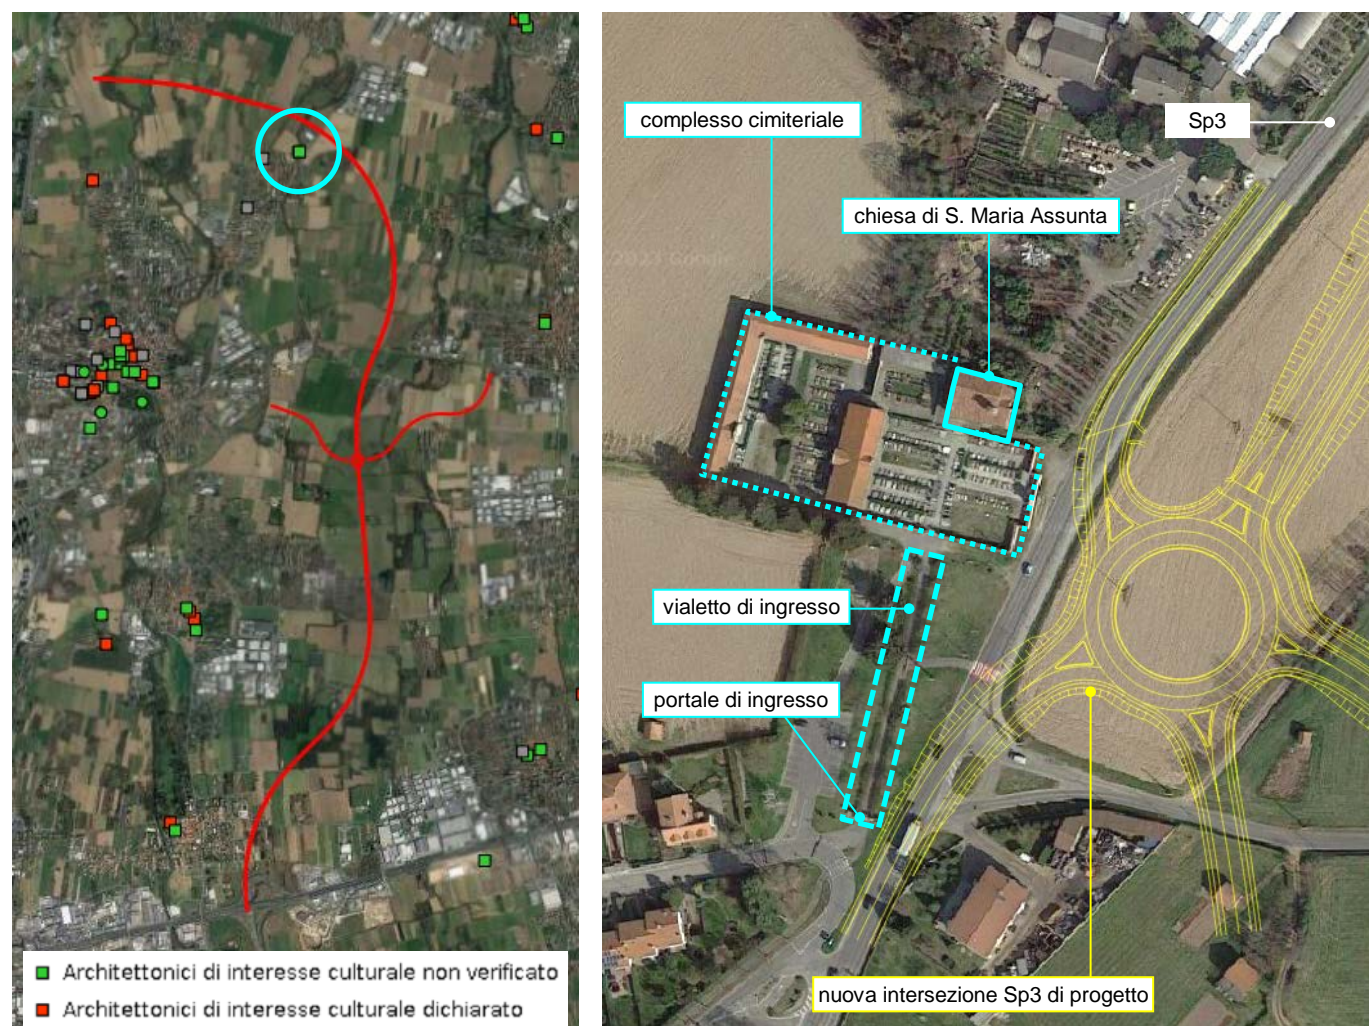 complesso cimiteriale
Sp3
chiesa di S. Maria Assunta
vialetto di ingresso
portale di ingresso
nuova intersezione Sp3 di progetto
Architettonici di interesse culturale non verificato
Architettonici di interesse culturale dichiarato